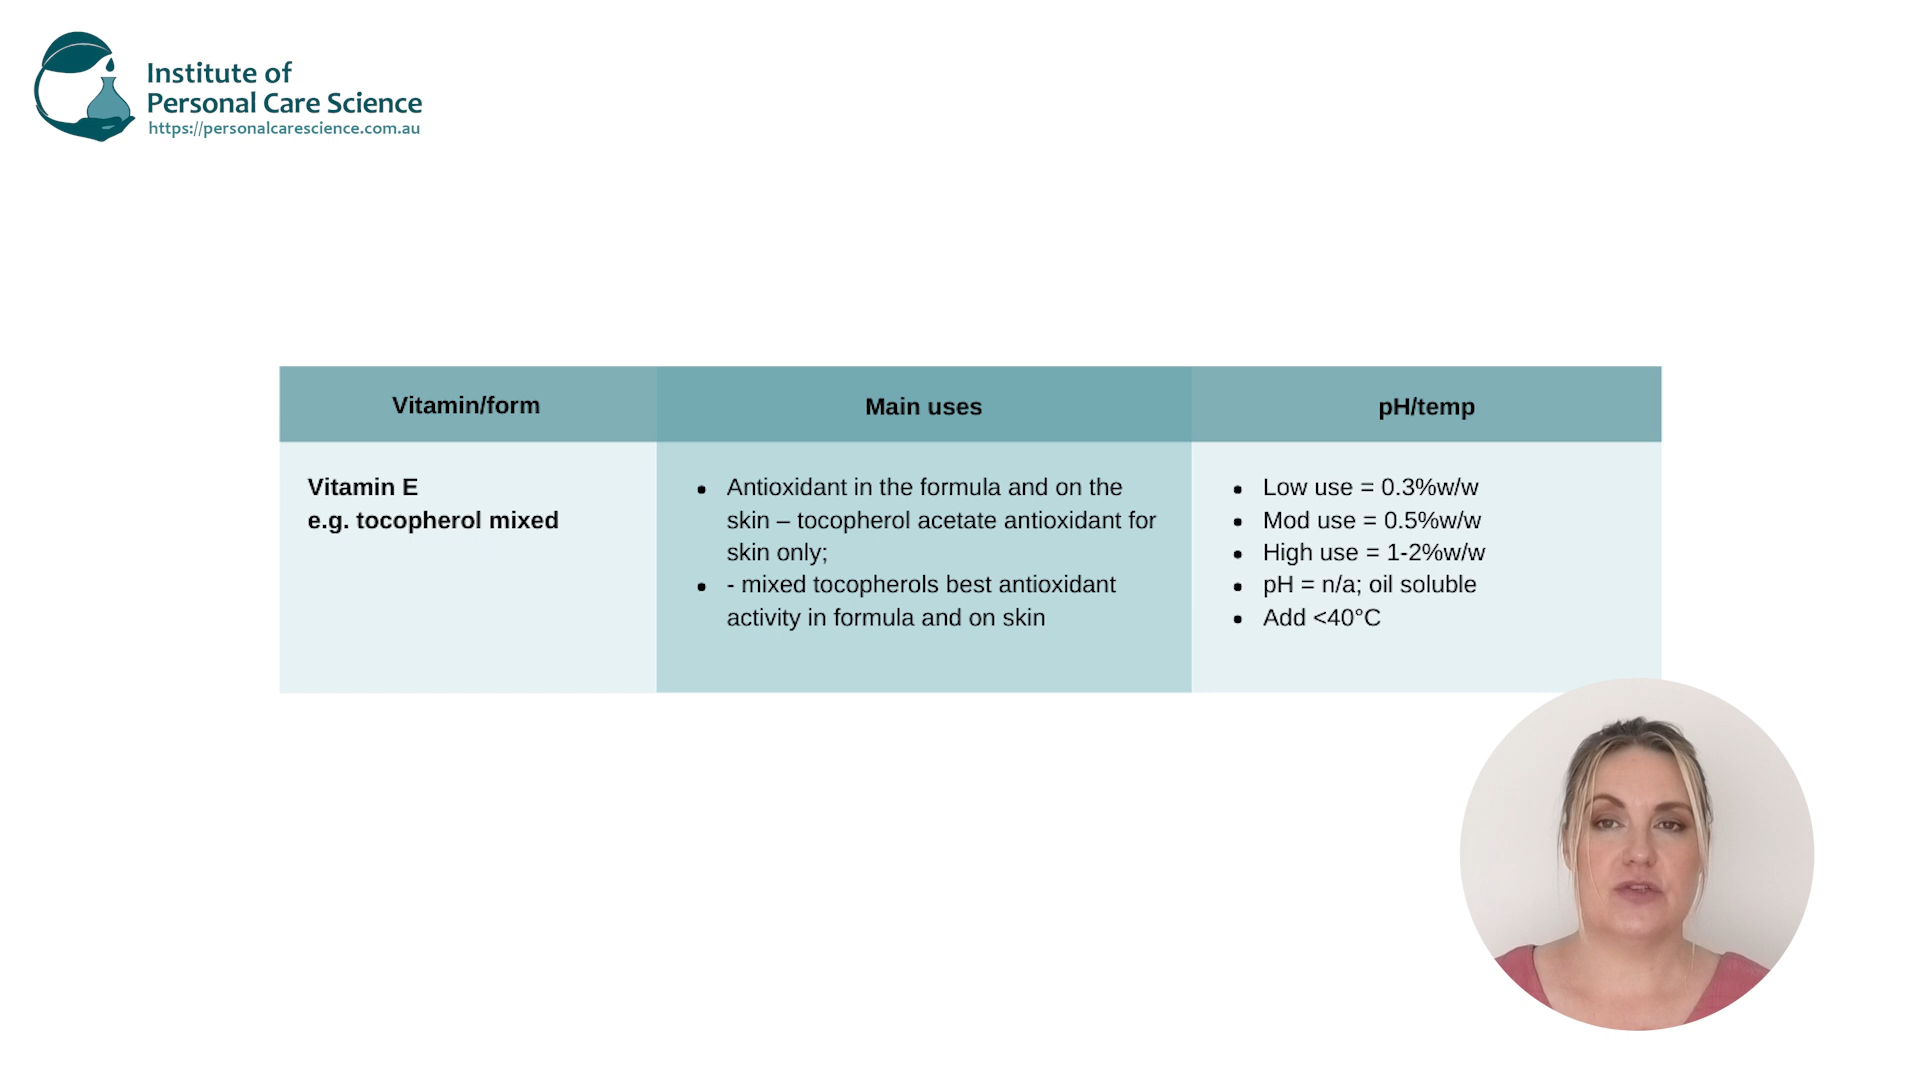 Institute of
Personal Care Science
https://personalcarescience.com.au
Vitamin/form
Main uses
pH/temp
Vitamin E
e.g. tocopherol mixed
• Antioxidant in the formula and on the
skin – tocopherol acetate antioxidant for
skin only;
• - mixed tocopherols best antioxidant
activity in formula and on skin
• Low use = 0.3%w/w
• Mod use = 0.5%w/w
• High use = 1-2%w/w
• pH = n/a; oil soluble
• Add <40°C